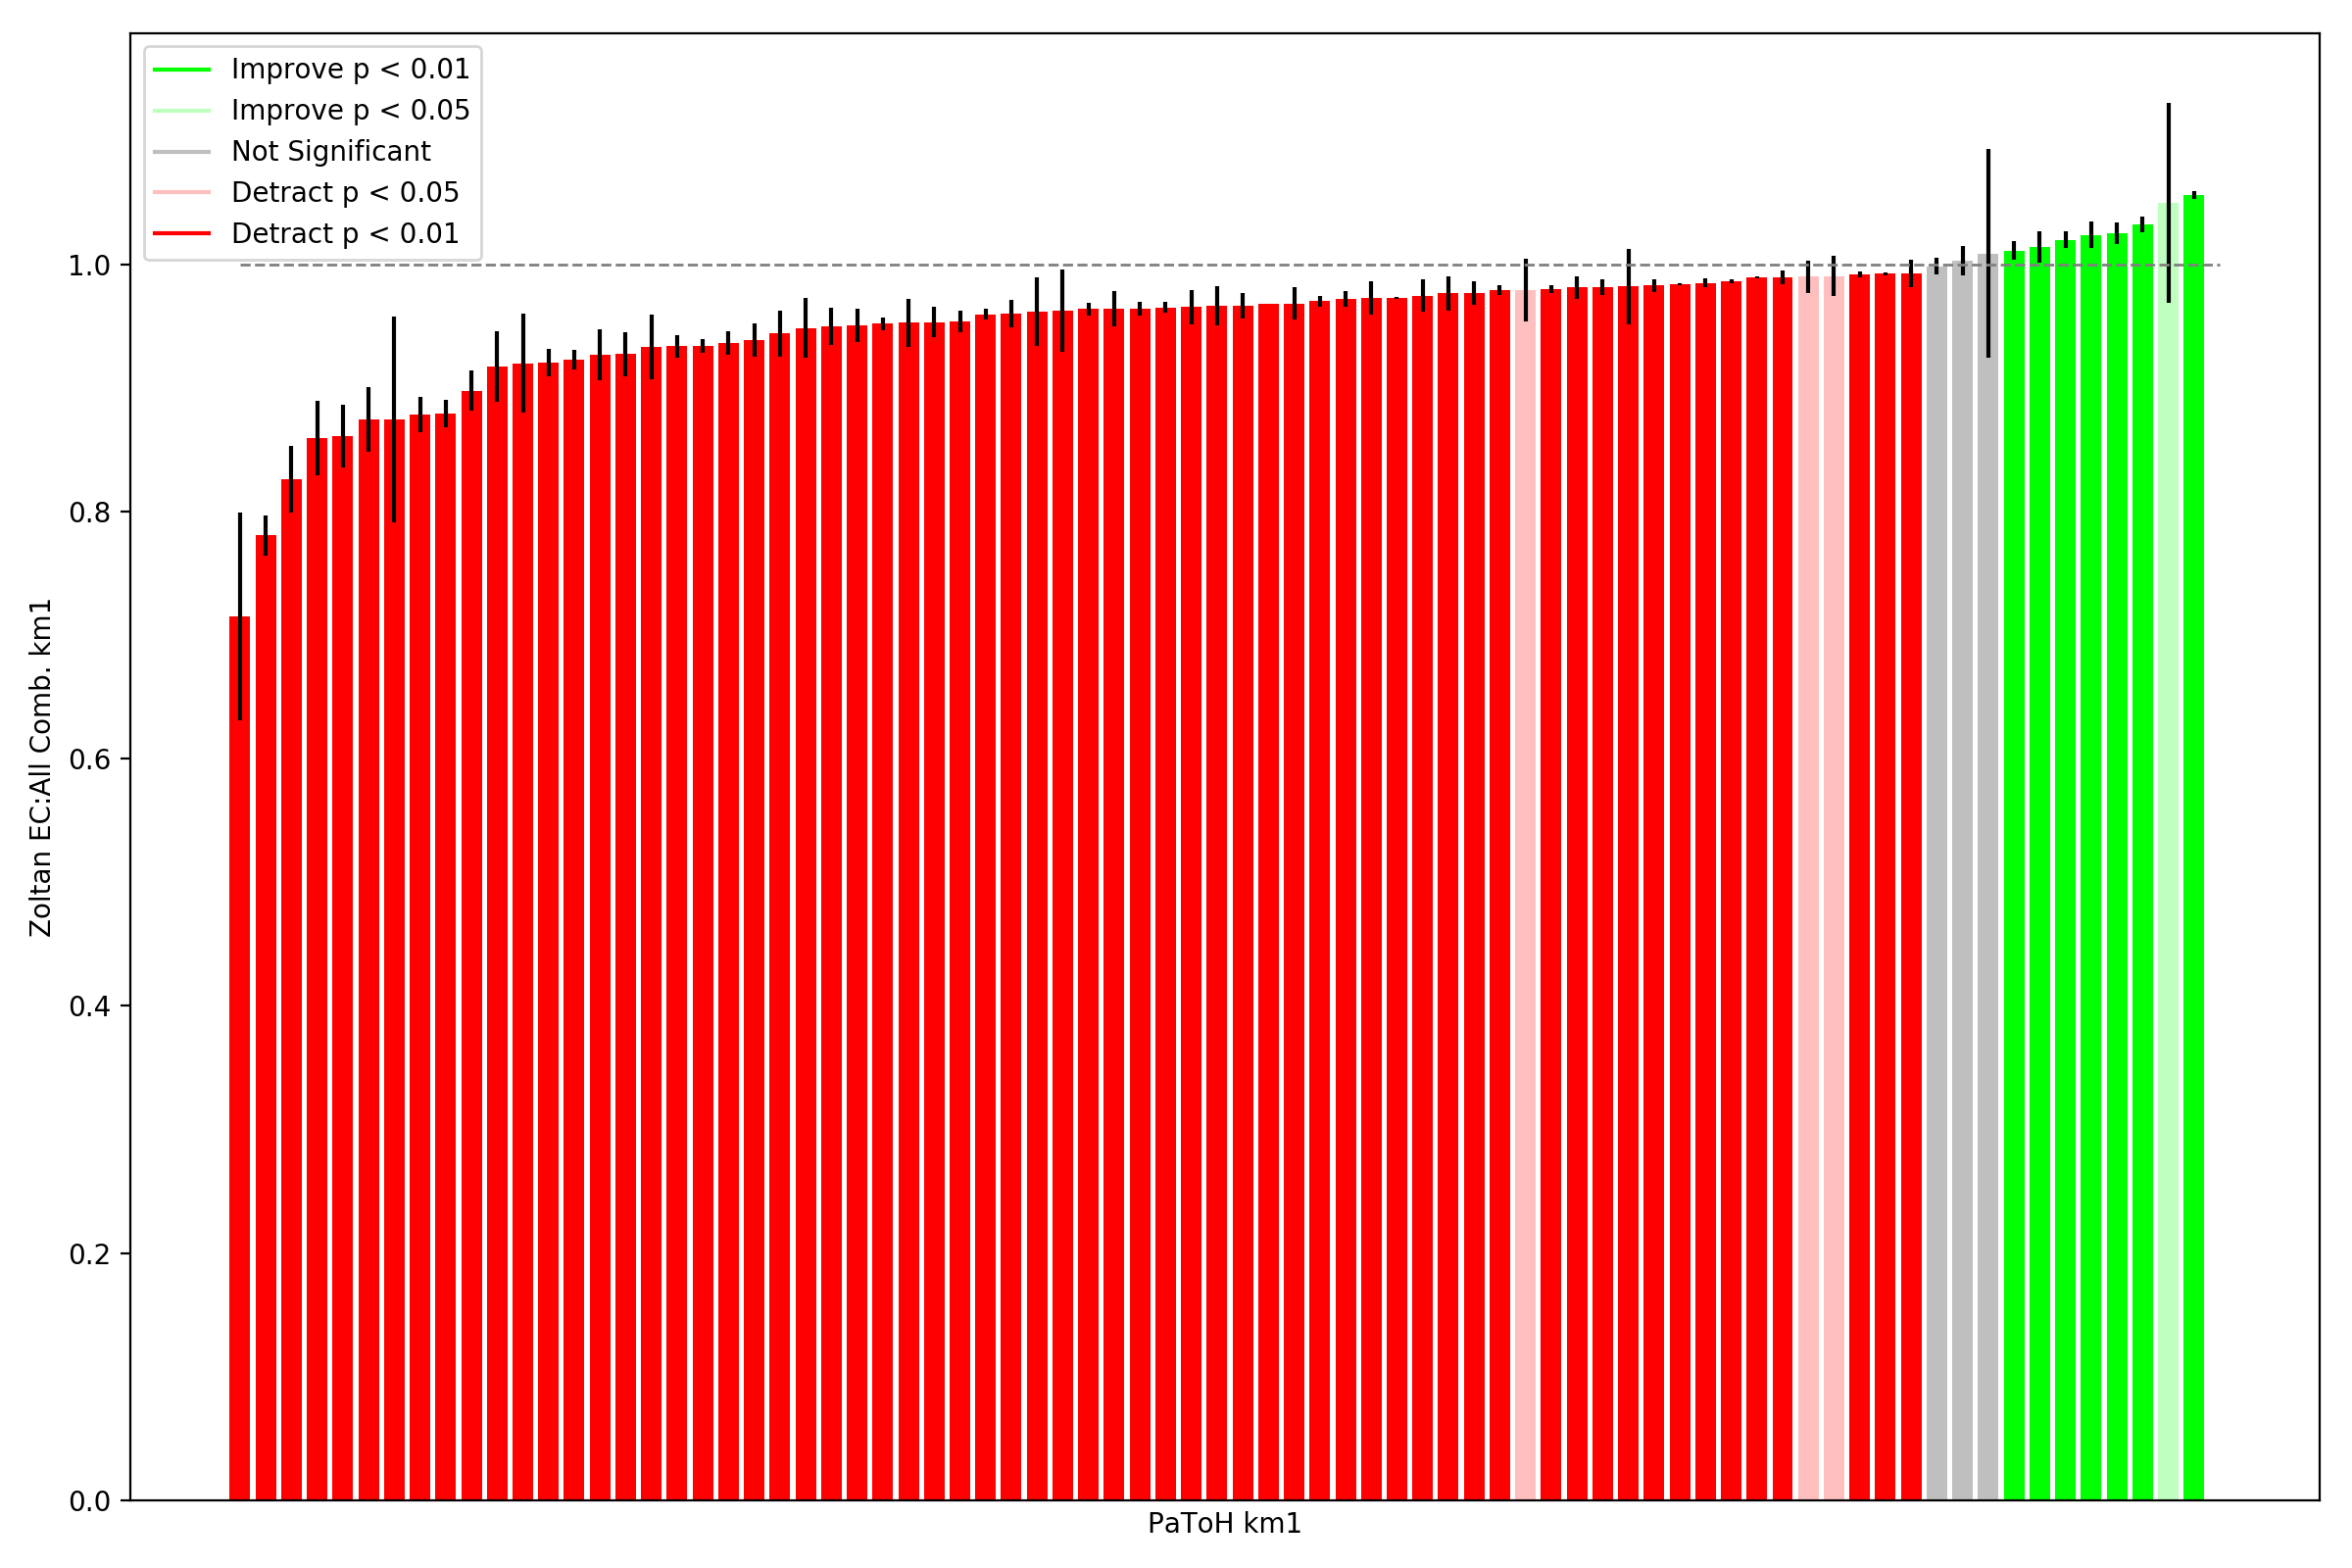 Improve p < 0.01
Improve p < 0.05
Not Significant
Detract p < 0.05
Detract p < 0.01
1.0
0.8
0.6
0.4
0.2
0.0
Zoltan EC:All Comb. km1
PaToH km1